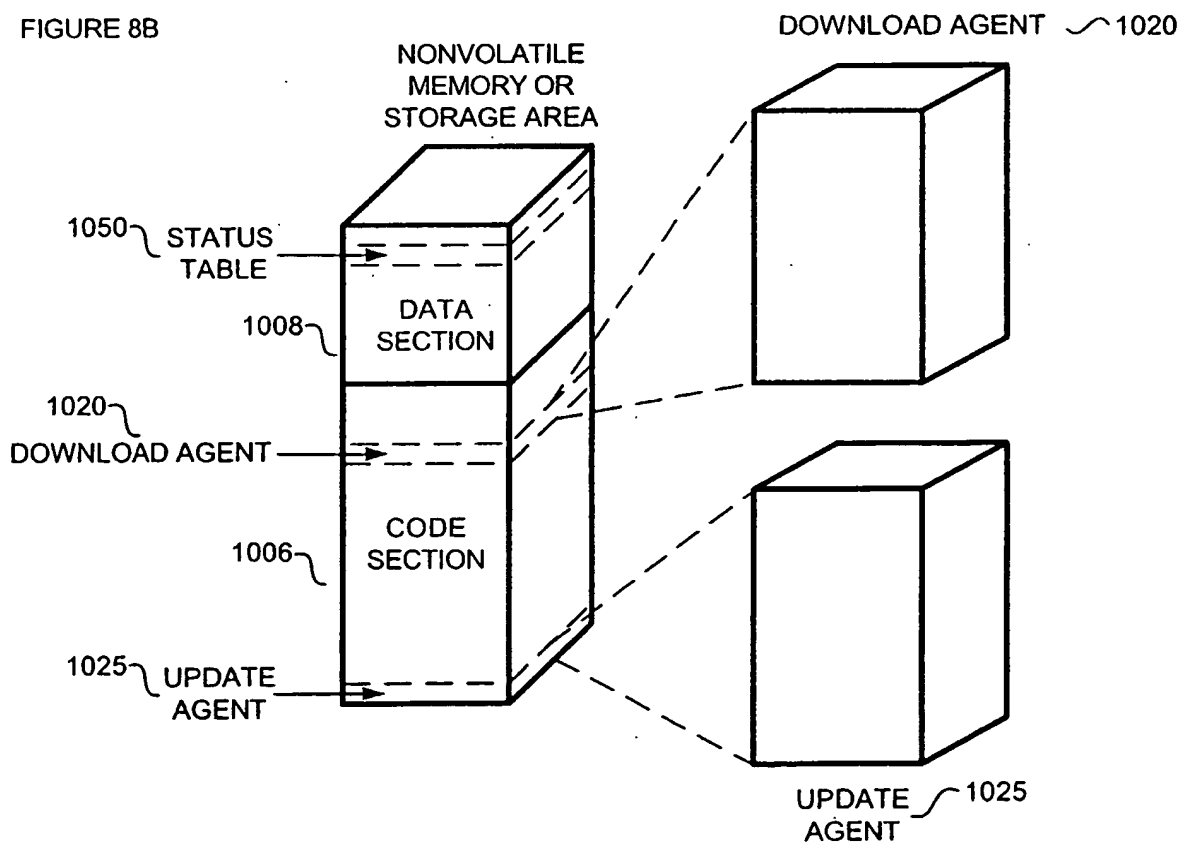 FIGURE 8B
DOWNLOAD AGENT 1020
NONVOLATILE
MEMORY OR
STORAGE AREA
1050 STATUS
TABLE
DATA
SECTION
1008
1020
DOWNLOAD AGENT
CODE
SECTION
1006
1025 UPDATE
AGENT
UPDATE 1025
AGENT